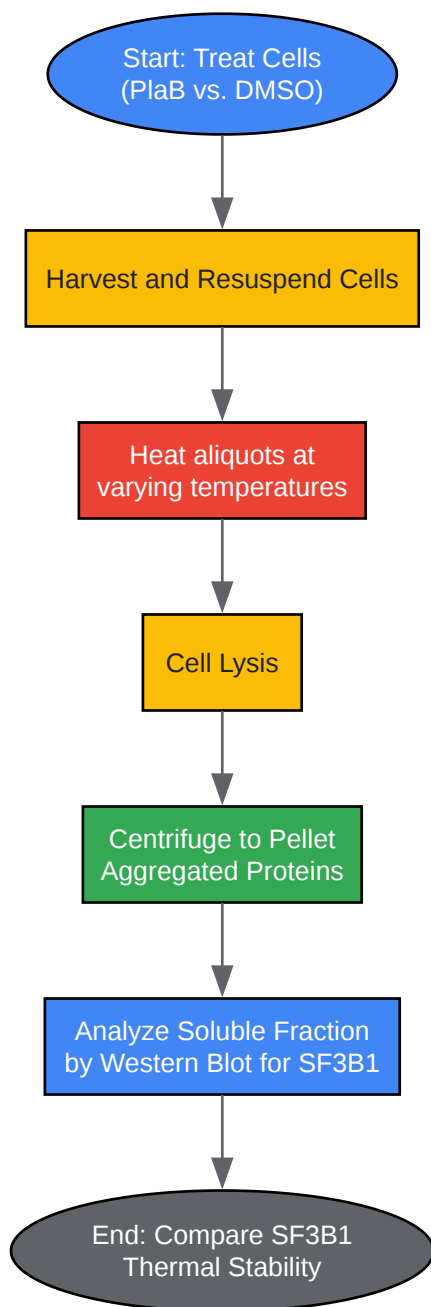 Start: Treat Cells
(PlaB vs. DMSO)
Harvest and Resuspend Cells
Heat aliquots at
varying temperatures
Cell Lysis
Centrifuge to Pellet
Aggregated Proteins
Analyze Soluble Fraction
by Western Blot for SF3B1
End: Compare SF3B1
Thermal Stability